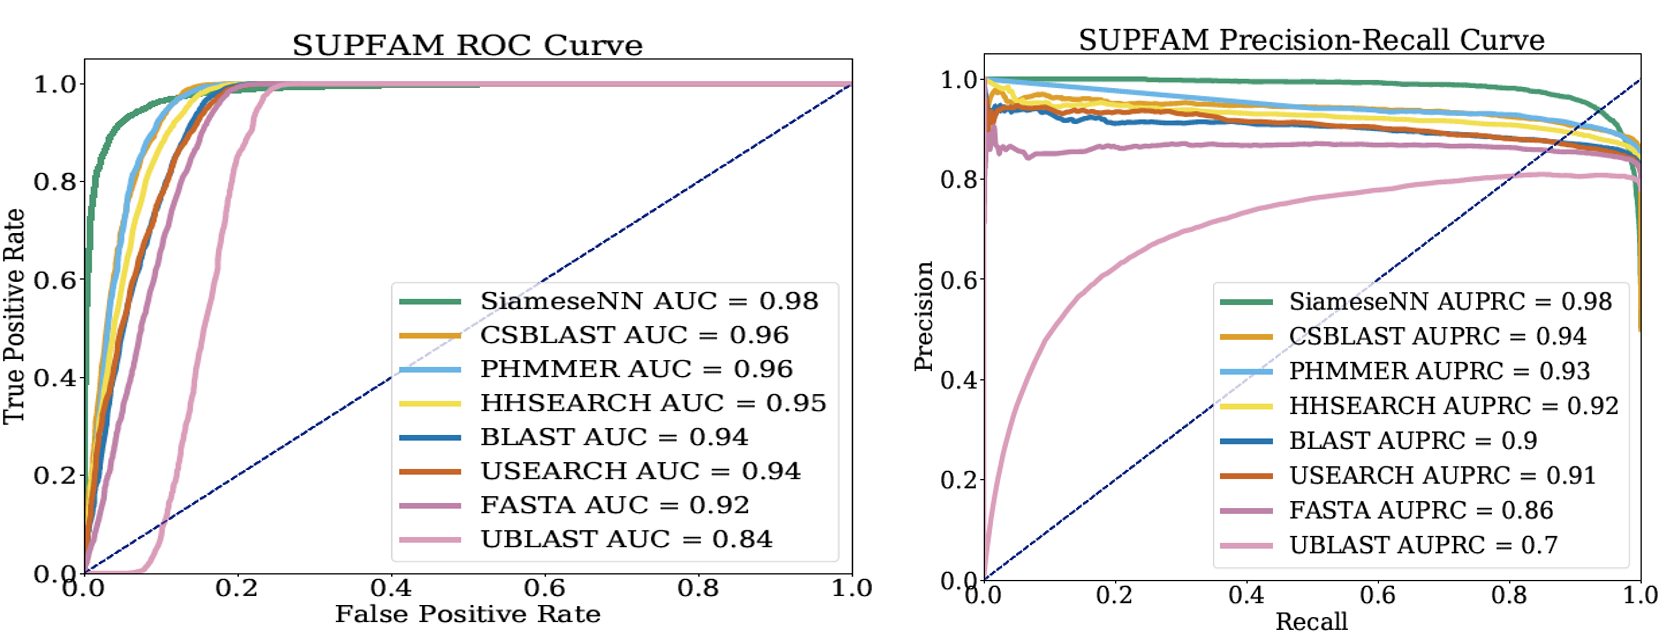 SUPFAM ROC Curve
1.0
0.8
0.6
0.4
0.2
0.0
True Positive Rate
SiameseNN AUC = 0.98
CSBLAST AUC = 0.96
PHMMER AUC = 0.96
HHSEARCH AUC = 0.95
BLAST AUC = 0.94
USEARCH AUC = 0.94
FASTA AUC = 0.92
UBLAST AUC = 0.84
0.0 0.2 0.4 0.6 0.8 1.0
False Positive Rate
SUPFAM Precision-Recall Curve
1.0
0.8
0.6
0.4
0.2
0.0
Precision
SiameseNN AUPRC = 0.98
CSBLAST AUPRC = 0.94
PHMMER AUPRC = 0.93
HHSEARCH AUPRC = 0.92
BLAST AUPRC = 0.9
USEARCH AUPRC = 0.91
FASTA AUPRC = 0.86
UBLAST AUPRC = 0.7
0.0 0.2 0.4 0.6 0.8 1.0
Recall